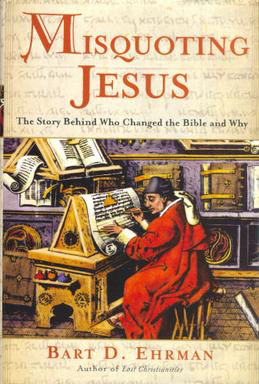 MISQUOTING
JESUS
The Story Behind Who Changed the Bible and Why
BART D. EHRMAN
Author of Lost Christianities